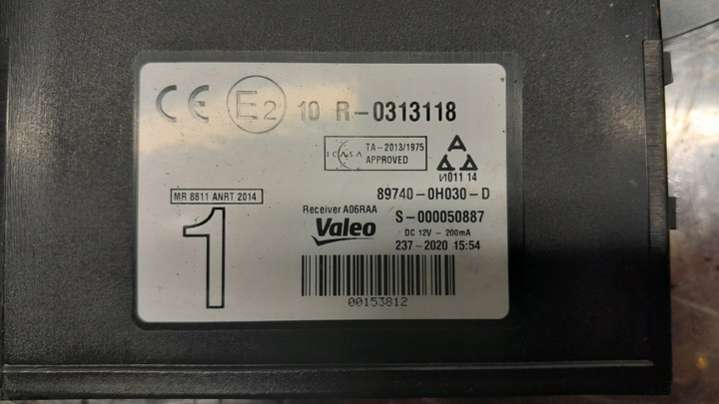 CE E2 10 R-0313118
ICASA TA-2013/1975
APPROVED
И011 14
MR 8811 ANRT 2014
89740-0H030-D
1
Receiver A06RAA
Valeo
S-000050887
DC 12V - 200mA
237-2020 15:54
00153812